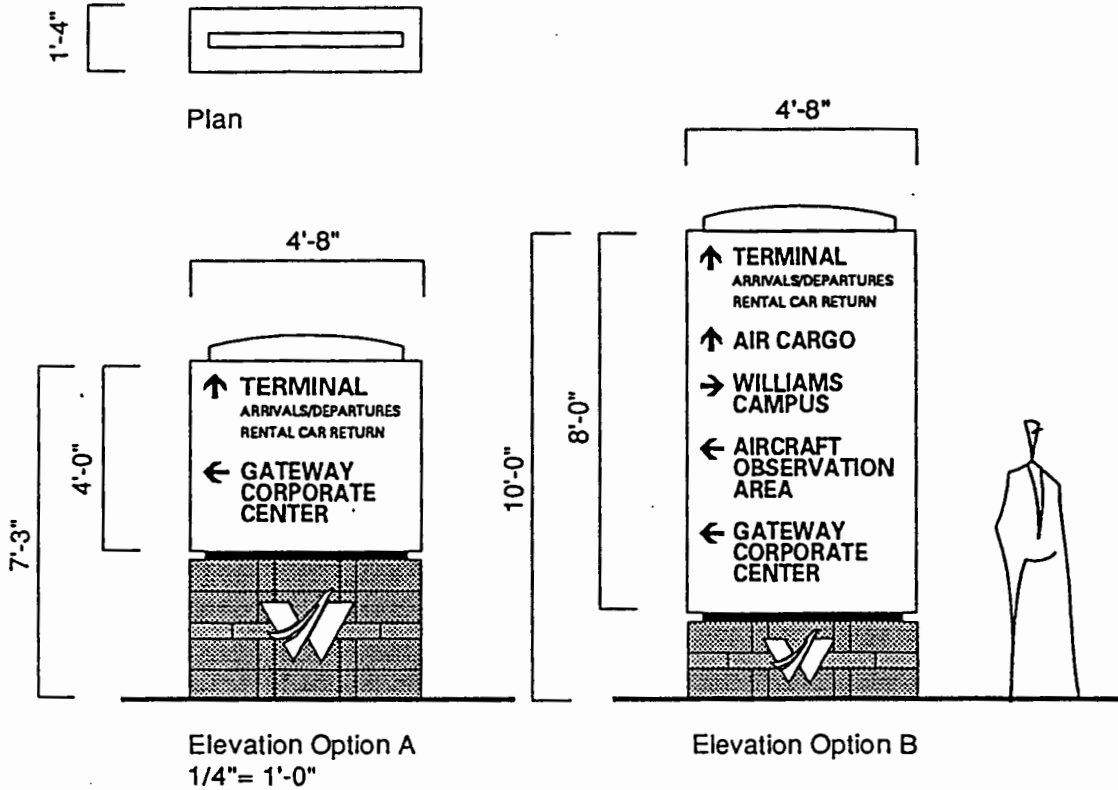 1'-4"
Plan
4'-8"
7'-3"
4'-0"
TERMINAL
ARRIVALS/DEPARTURES
RENTAL CAR RETURN
GATEWAY
CORPORATE
CENTER
Elevation Option A
1/4"= 1'-0"
4'-8"
10'-0"
8'-0"
TERMINAL
ARRIVALS/DEPARTURES
RENTAL CAR RETURN
AIR CARGO
WILLIAMS
CAMPUS
AIRCRAFT
OBSERVATION
AREA
GATEWAY
CORPORATE
CENTER
Elevation Option B